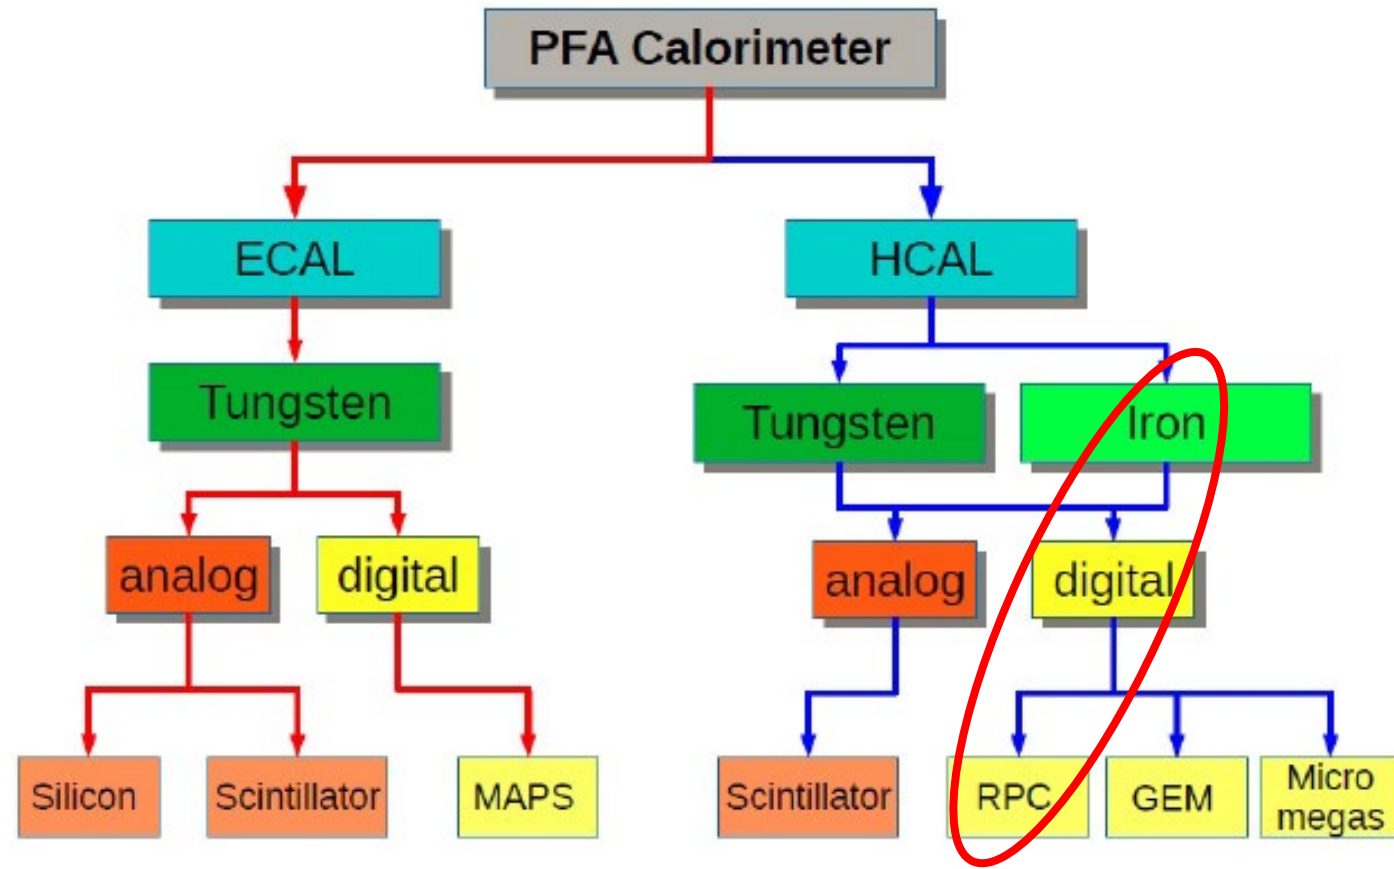 PFA Calorimeter
ECAL
HCAL
Tungsten
Tungsten
Iron
analog
digital
analog
digital
Silicon
Scintillator
MAPS
Scintillator
RPC
GEM
Micro
megas